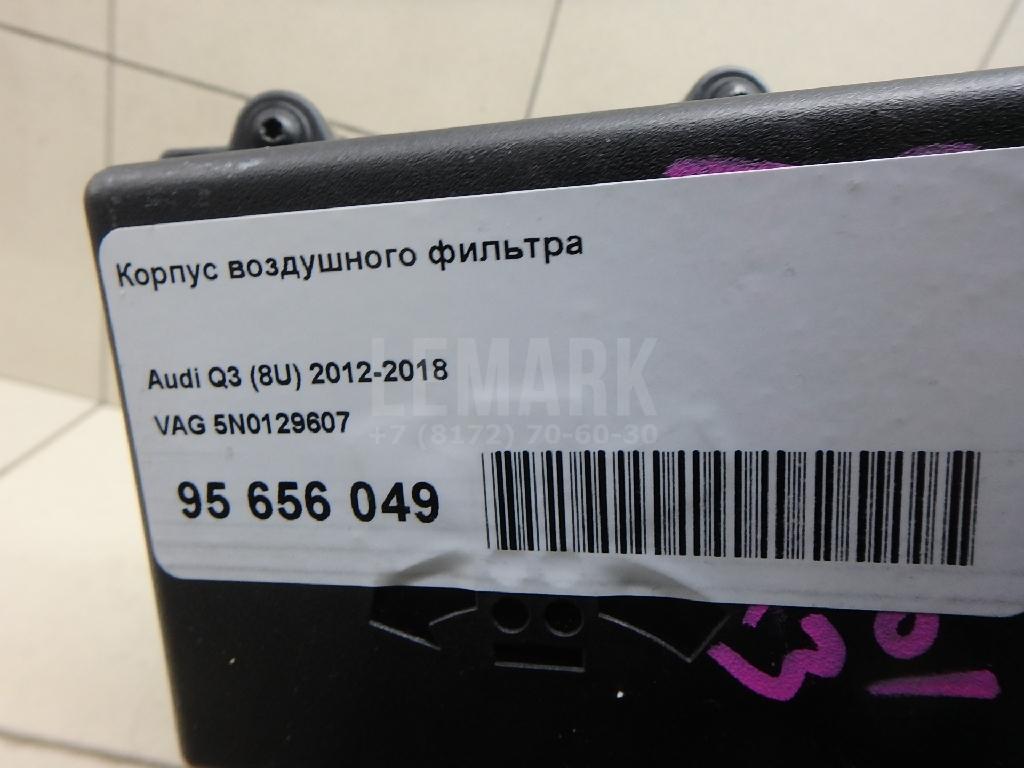 Корпус воздушного фильтра
LEMARK
Audi Q3 (8U) 2012-2018
VAG 5N0129607
+7 (8172) 70-60-30
95 656 049